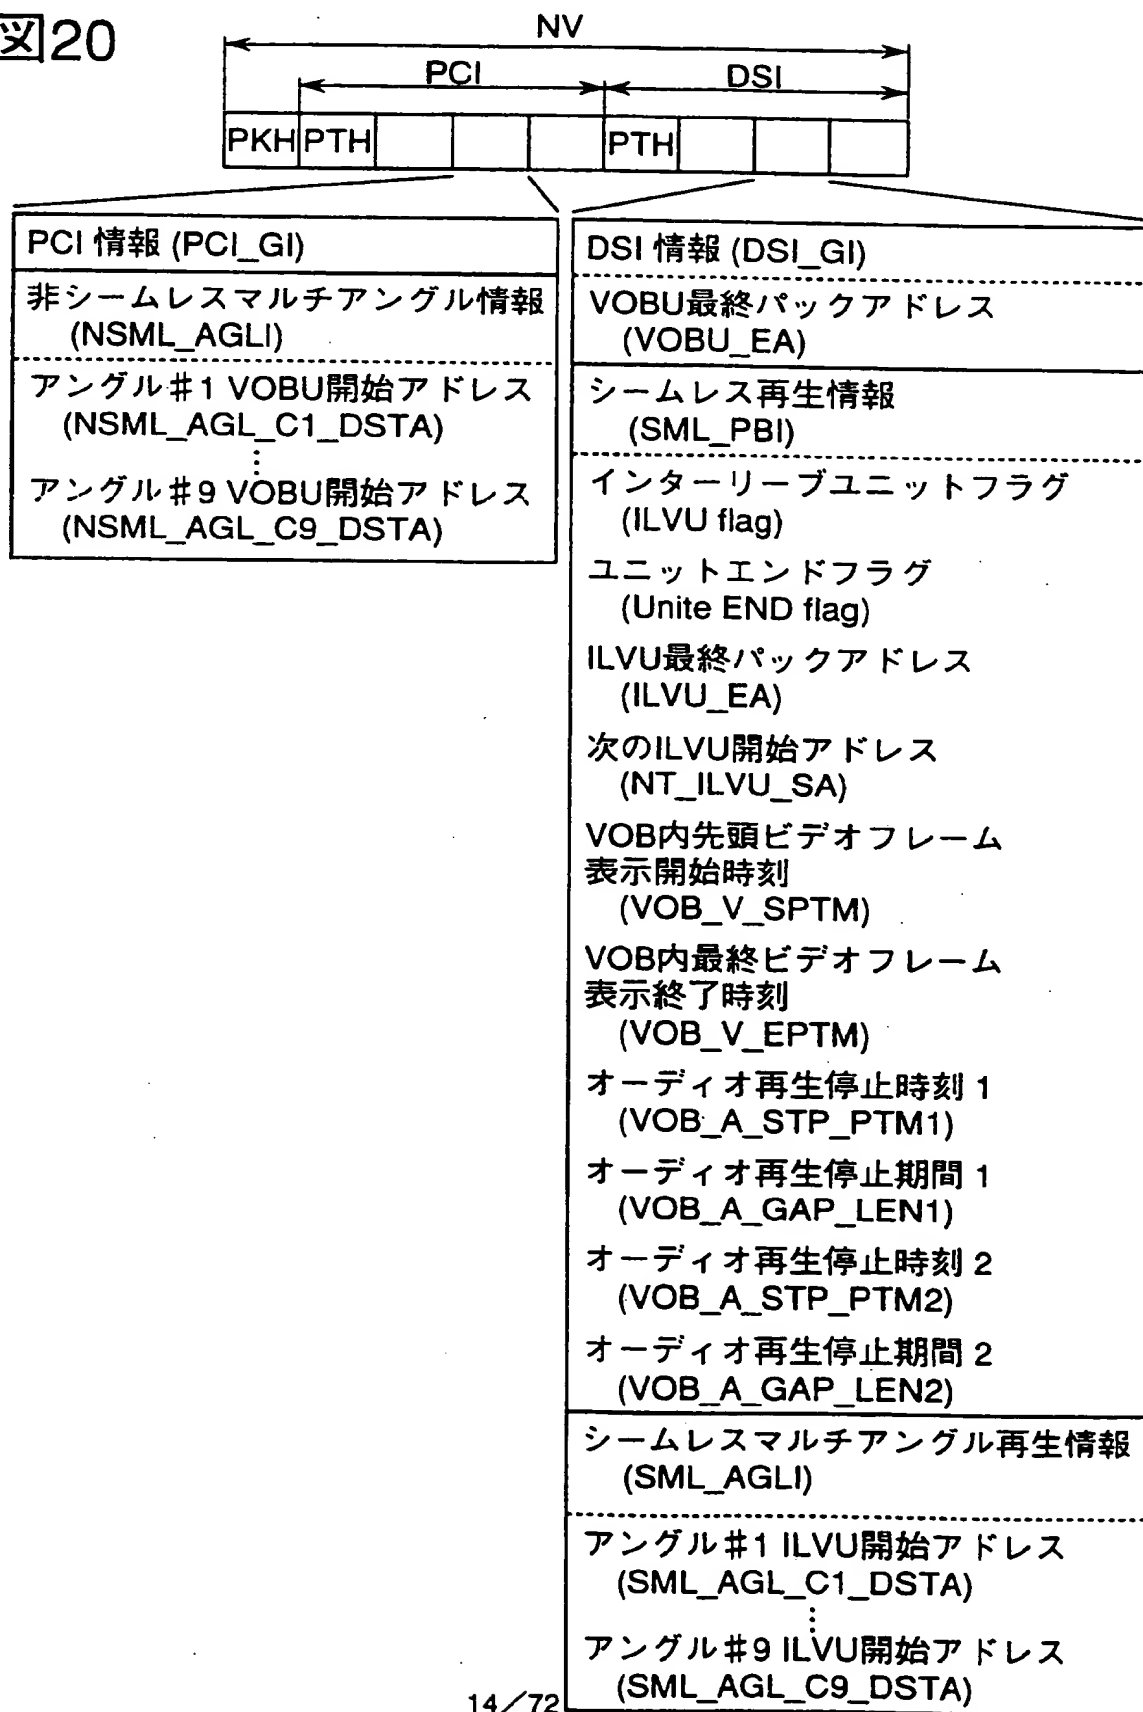 図20
NV
PCI
DSI
PKH PTH PTH
PCI 情報 (PCI_GI)
非シームレスマルチアングル情報
(NSML_AGLI)
アングル#1 VOBU開始アドレス
(NSML_AGL_C1_DSTA)
アングル#9 VOBU開始アドレス
(NSML_AGL_C9_DSTA)
DSI 情報 (DSI_GI)
VOBU最終パックアドレス
(VOBU_EA)
シームレス再生情報
(SML_PBI)
インターリーブユニットフラグ
(ILVU flag)
ユニットエンドフラグ
(Unite END flag)
ILVU最終パックアドレス
(ILVU_EA)
次のILVU開始アドレス
(NT_ILVU_SA)
VOB内先頭ビデオフレーム
表示開始時刻
(VOB_V_SPTM)
VOB内最終ビデオフレーム
表示終了時刻
(VOB_V_EPTM)
オーディオ再生停止時刻 1
(VOB_A_STP_PTM1)
オーディオ再生停止期間 1
(VOB_A_GAP_LEN1)
オーディオ再生停止時刻 2
(VOB_A_STP_PTM2)
オーディオ再生停止期間 2
(VOB_A_GAP_LEN2)
シームレスマルチアングル再生情報
(SML_AGLI)
アングル#1 ILVU開始アドレス
(SML_AGL_C1_DSTA)
アングル#9 ILVU開始アドレス
(SML_AGL_C9_DSTA)
14/72